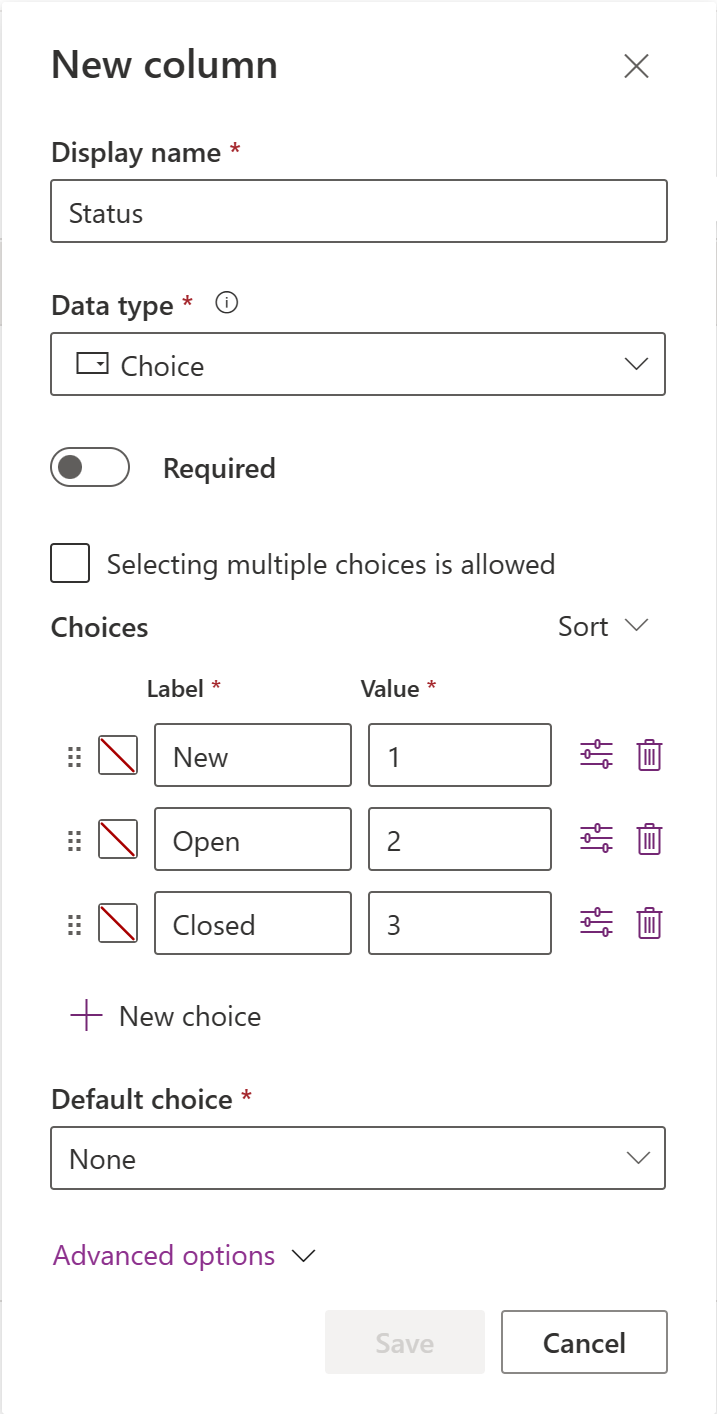 New column
Display name *
Status
Data type *
Choice
Required
Selecting multiple choices is allowed
Choices Sort
Label * Value *
New 1
Open 2
Closed 3
New choice
Default choice *
None
Advanced options
Save Cancel